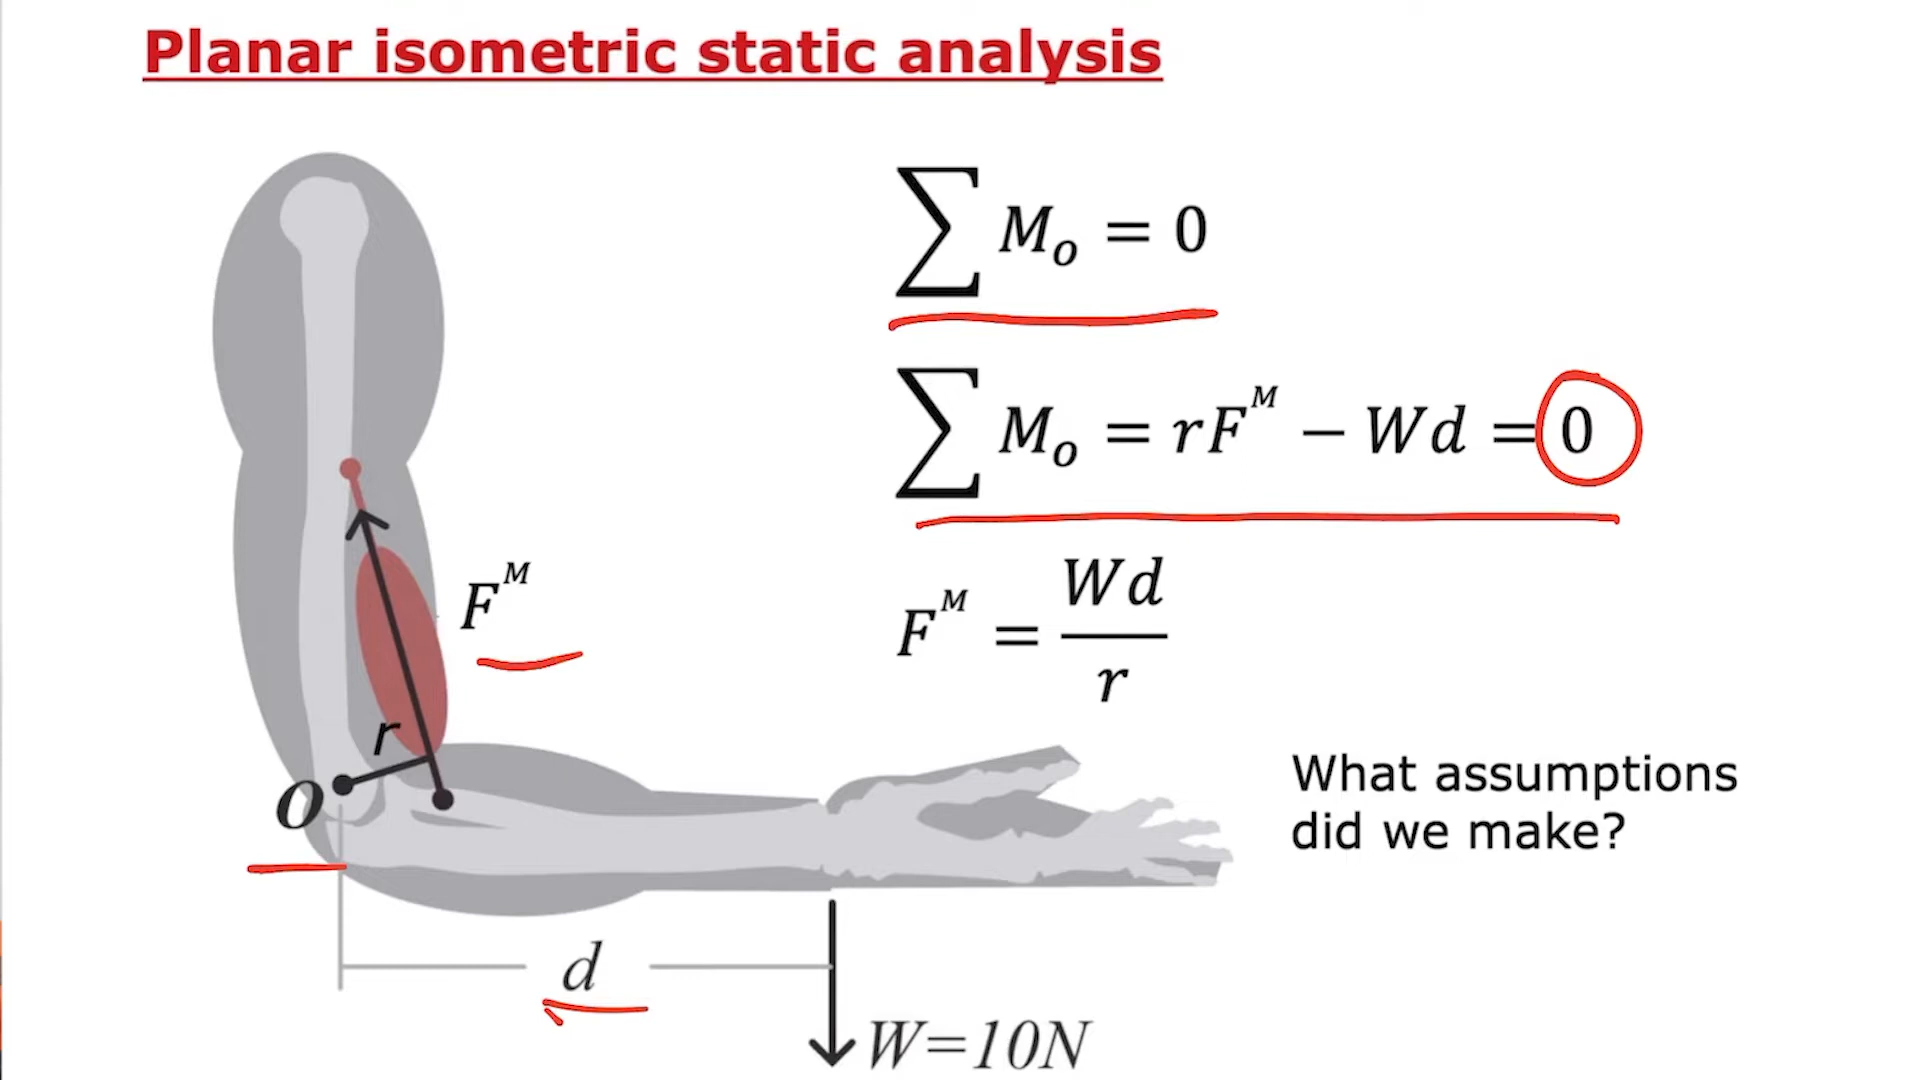 Planar isometric static analysis
∑ M_o = 0
∑ M_o = rF^M − Wd = 0
F^M
F^M = Wd/r
r
O
What assumptions
did we make?
d
W=10N